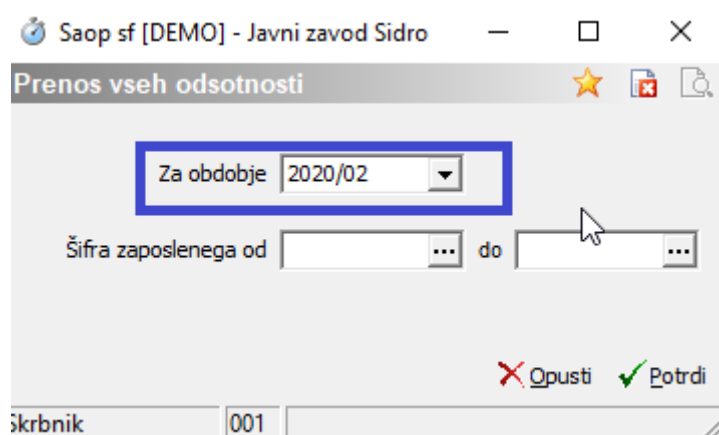 Saop sf [DEMO] - Javni zavod Sidro
Prenos vseh odsotnosti
Za obdobje 2020/02
Šifra zaposlenega od ... do ...
Opusti Potrdi
Skrbnik 001